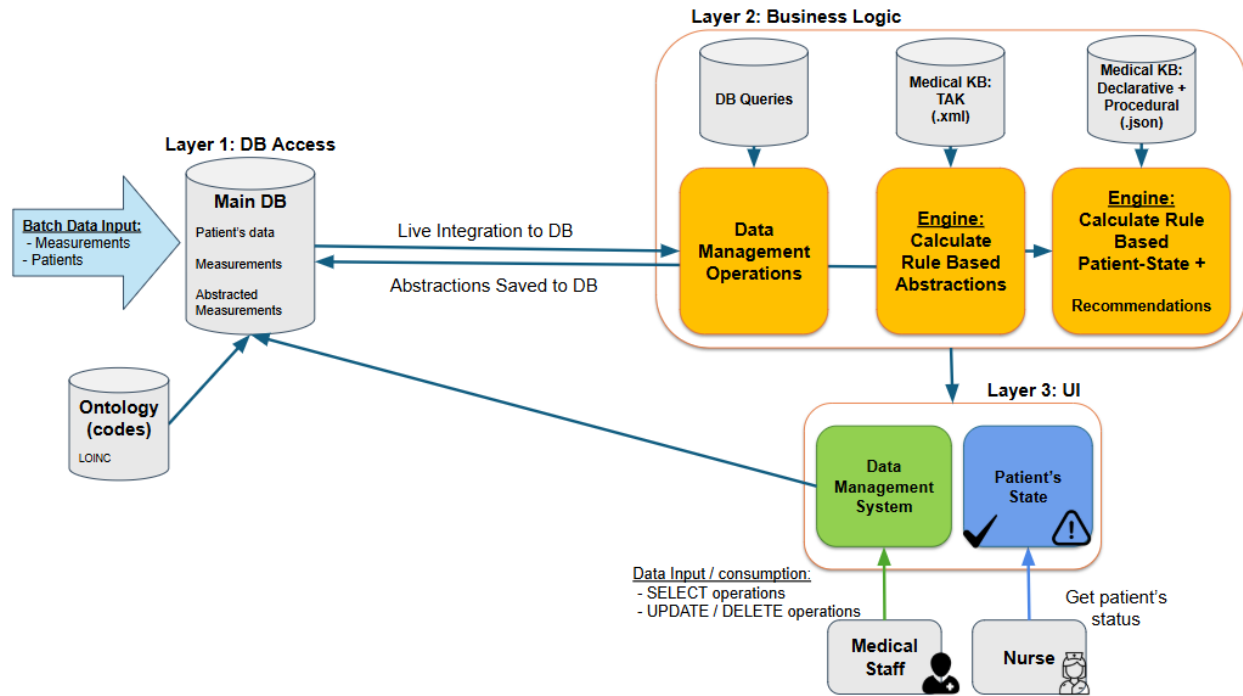 Layer 2: Business Logic
DB Queries
Medical KB:
TAK
(.xml)
Medical KB:
Declarative +
Procedural
(.json)
Layer 1: DB Access
Main DB
Patient's data
Measurements
Abstracted
Measurements
Batch Data Input:
- Measurements
- Patients
Live Integration to DB
Abstractions Saved to DB
Data
Management
Operations
Engine:
Calculate
Rule Based
Abstractions
Engine:
Calculate Rule
Based
Patient-State +
Recommendations
Ontology
(codes)
LOINC
Layer 3: UI
Data
Management
System
Patient's
State
Data Input / consumption:
- SELECT operations
- UPDATE / DELETE operations
Get patient's
status
Medical
Staff
Nurse